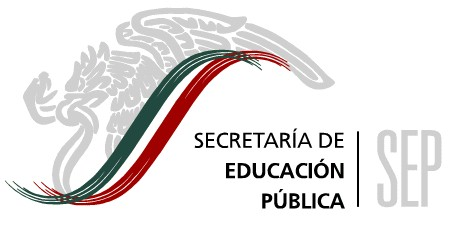 SECRETARÍA DE
EDUCACIÓN
PÚBLICA
SEP